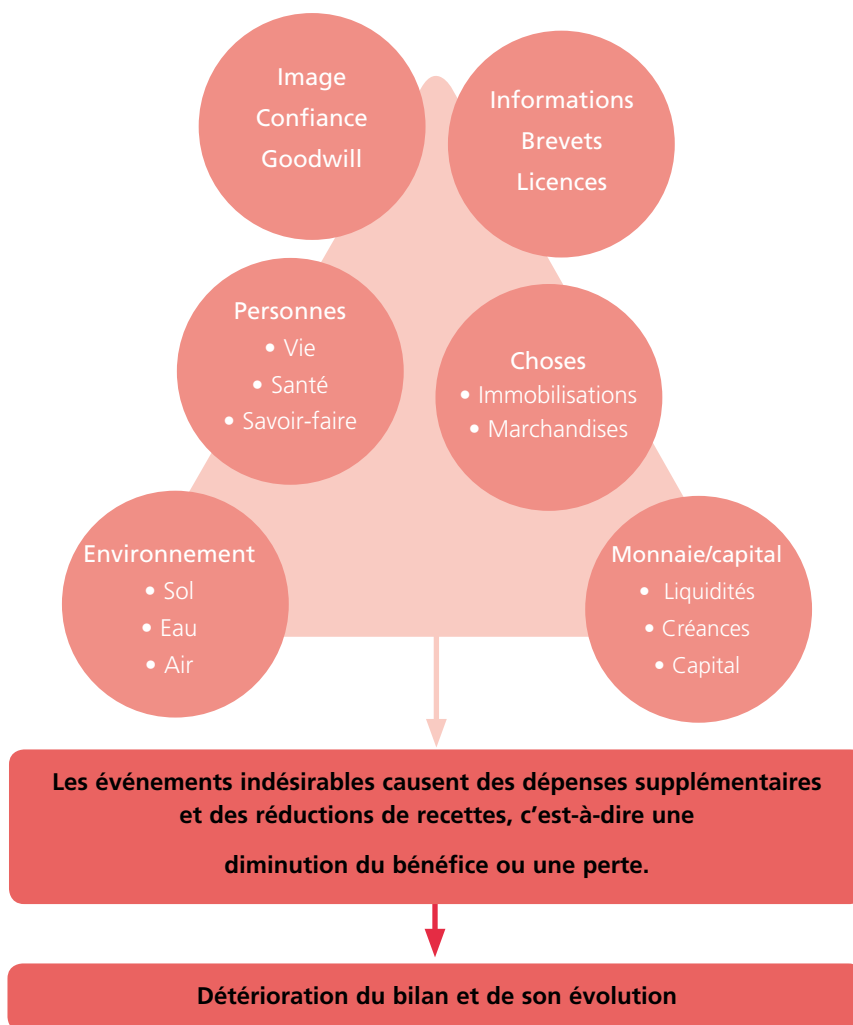 Image
Confiance
Goodwill
Informations
Brevets
Licences
Personnes
• Vie
• Santé
• Savoir-faire
Choses
• Immobilisations
• Marchandises
Environnement
• Sol
• Eau
• Air
Monnaie/capital
• Liquidités
• Créances
• Capital
Les événements indésirables causent des dépenses supplémentaires
et des réductions de recettes, c'est-à-dire une
diminution du bénéfice ou une perte.
Détérioration du bilan et de son évolution